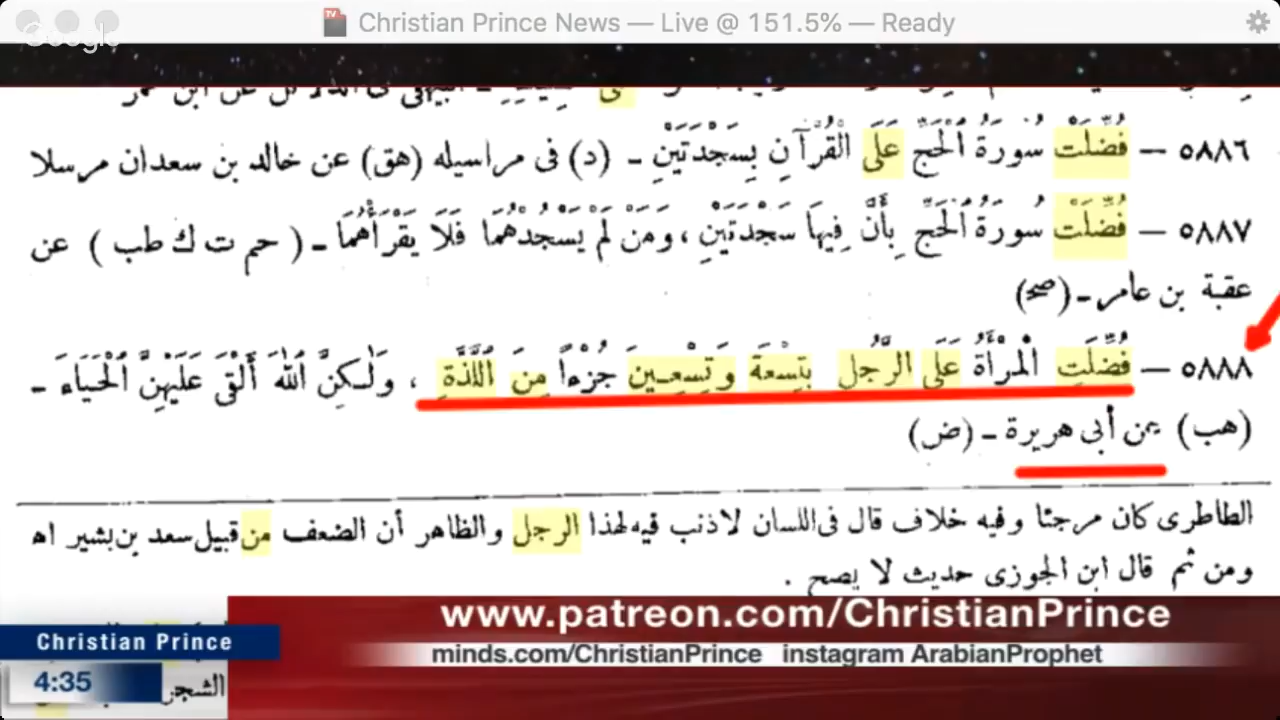 Christian Prince News — Live @ 151.5% — Ready
Google
٥٨٨٦ — فُضِّلَتْ سُورَةُ الْحَجِّ عَلَى الْقُرْآنِ بِسَجْدَتَيْنِ - (د) فى مراسيله (هق) عن خالد بن سعدان مرسلا
٥٨٨٧ — فُضِّلَتْ سُورَةُ الْحَجِّ بِأَنَّ فِيهَا سَجْدَتَيْنِ، وَمَنْ لَمْ يَسْجُدْهُمَا فَلَا يَقْرَأْهُمَا - ( حم ت ك طب ) عن
عقبة بن عامر - (صح)
٥٨٨٨ — فُضِّلَتِ الْمَرْأَةُ عَلَى الرَّجُلِ بِتِسْعَةَ وَتِسْعِينَ جُزْءاً مِنَ اللَّذَّةِ ، وَلَكِنَّ اللهَ أَلْقَى عَلَيْهِنَّ الْحَيَاءَ -
(هب) عن أبى هريرة - (ض)
الطاطرى كان مرجئا وفيه خلاف قال فى اللسان لاذنب فيه لهذا الرجل والظاهر أن الضعف من قبيل سعد بن بشير اه
ومن ثم قال ابن الجوزى حديث لا يصح .
www.patreon.com/ChristianPrince
Christian Prince
minds.com/ChristianPrince instagram ArabianProphet
4:35